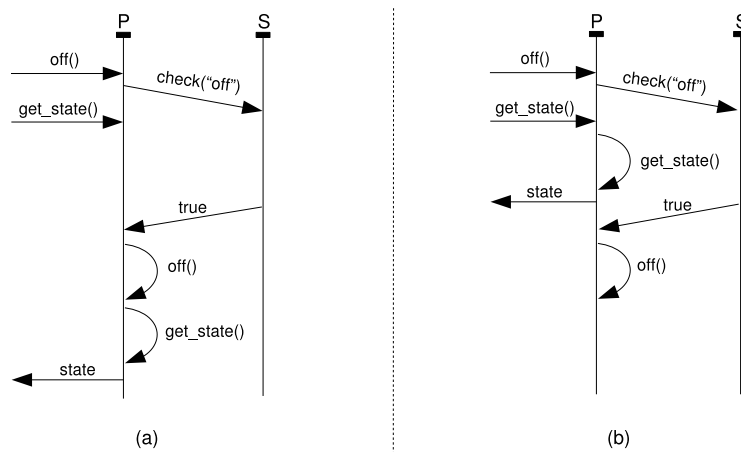 P
S
off()
check("off")
get_state()
true
off()
get_state()
state
(a)
P
S
off()
check("off")
get_state()
get_state()
state
true
off()
(b)